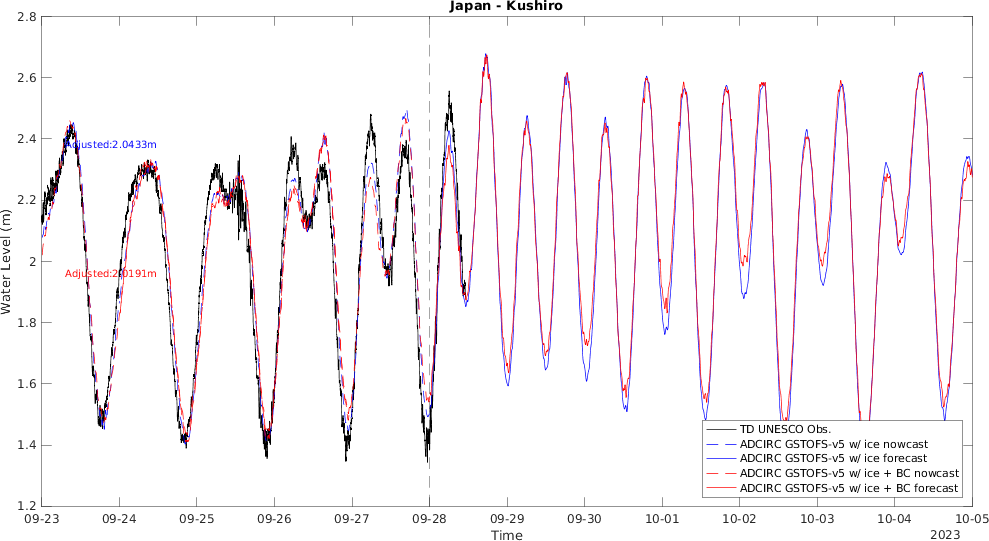 Japan - Kushiro
Water Level (m)
2.8
2.6
2.4
2.2
2
1.8
1.6
1.4
1.2
Adjusted:2.0433m
Adjusted:2.0191m
TD UNESCO Obs.
ADCIRC GSTOFS-v5 w/ ice nowcast
ADCIRC GSTOFS-v5 w/ ice forecast
ADCIRC GSTOFS-v5 w/ ice + BC nowcast
ADCIRC GSTOFS-v5 w/ ice + BC forecast
09-23 09-24 09-25 09-26 09-27 09-28 09-29 09-30 10-01 10-02 10-03 10-04 10-05
Time
2023